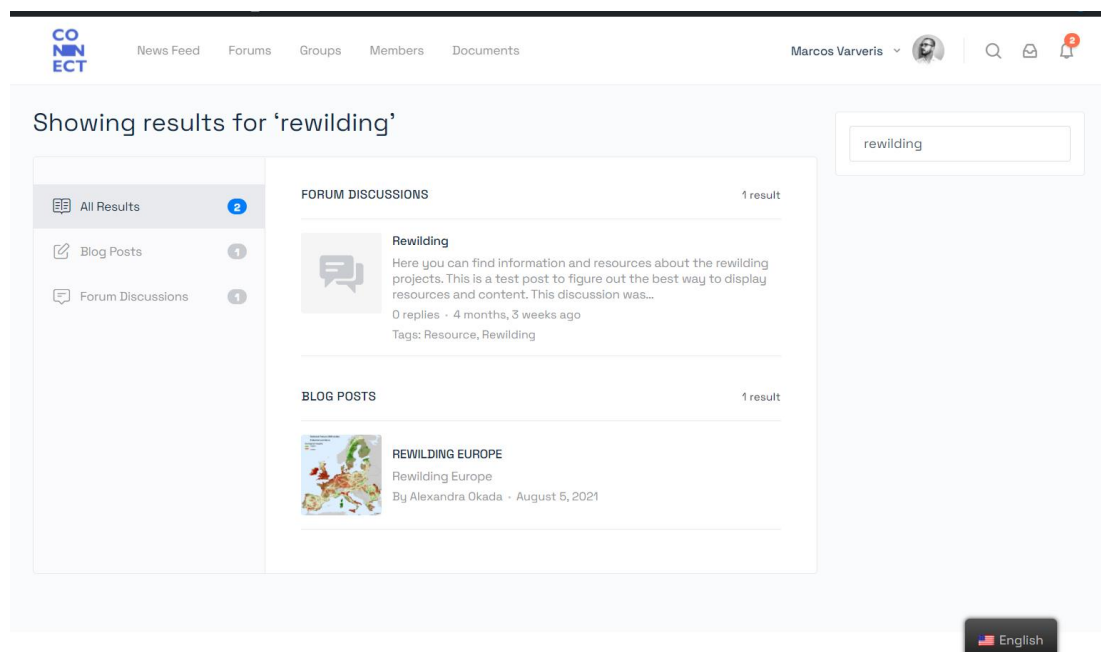 CO
NN
ECT
News Feed
Forums
Groups
Members
Documents
Marcos Varveris
2
Showing results for ‘rewilding’
rewilding
All Results
2
Blog Posts
1
Forum Discussions
1
FORUM DISCUSSIONS
1 result
Rewilding
Here you can find information and resources about the rewilding
projects. This is a test post to figure out the best way to display
resources and content. This discussion was...
0 replies · 4 months, 3 weeks ago
Tags: Resource, Rewilding
BLOG POSTS
1 result
REWILDING EUROPE
Rewilding Europe
By Alexandra Okada · August 5, 2021
English